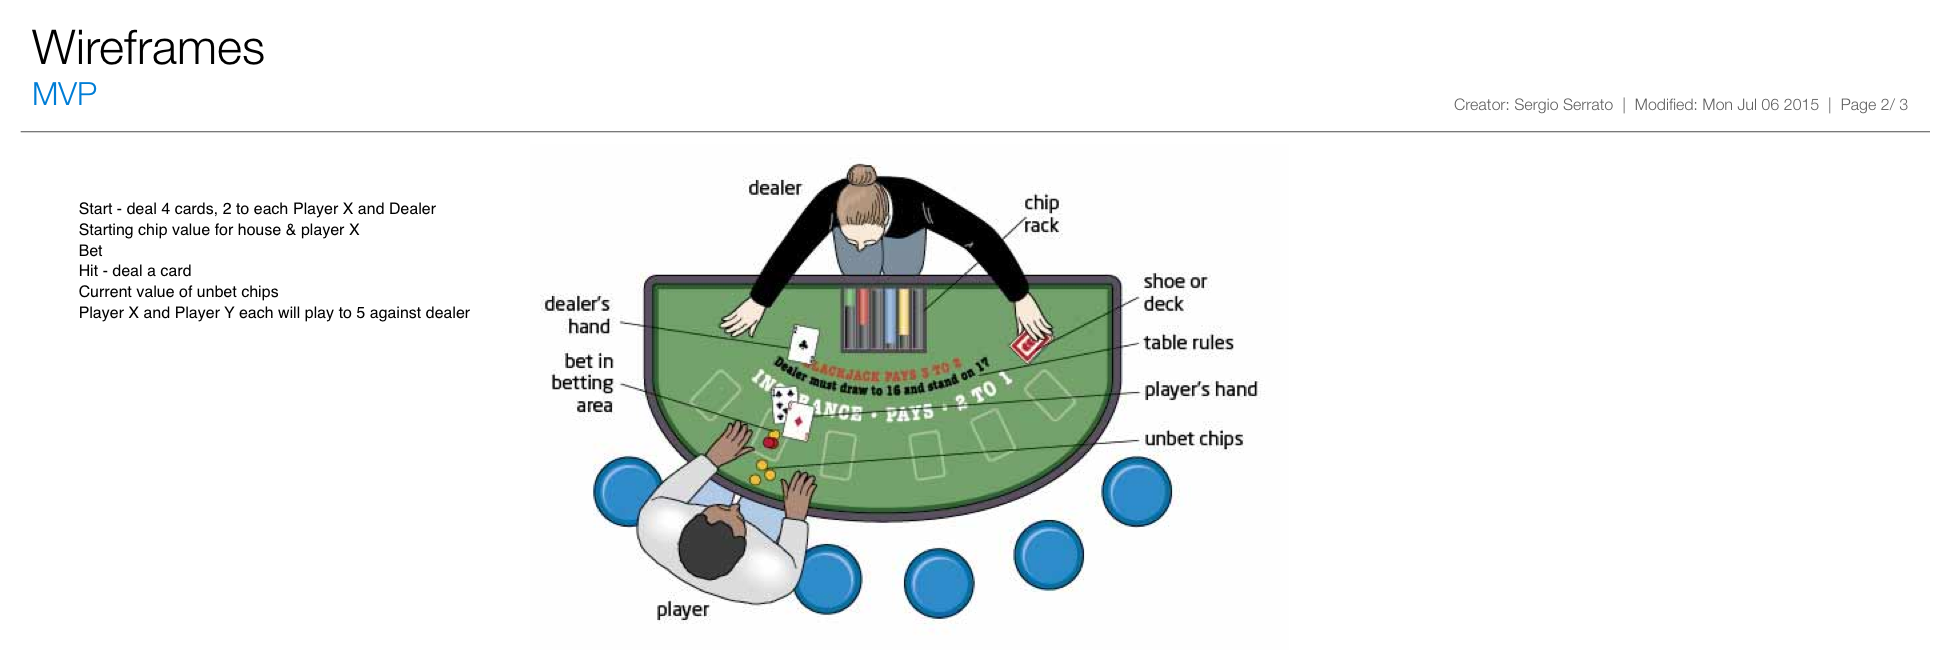 Wireframes
MVP
Creator: Sergio Serrato | Modified: Mon Jul 06 2015 | Page 2/ 3
Start - deal 4 cards, 2 to each Player X and Dealer
Starting chip value for house & player X
Bet
Hit - deal a card
Current value of unbet chips
Player X and Player Y each will play to 5 against dealer
dealer
chip
rack
shoe or
deck
dealer's
hand
table rules
bet in
betting
area
player's hand
unbet chips
LACKJACK PAYS 3 TO 2
Dealer must draw to 16 and stand on 17
PAYS · 2 TO 1
player